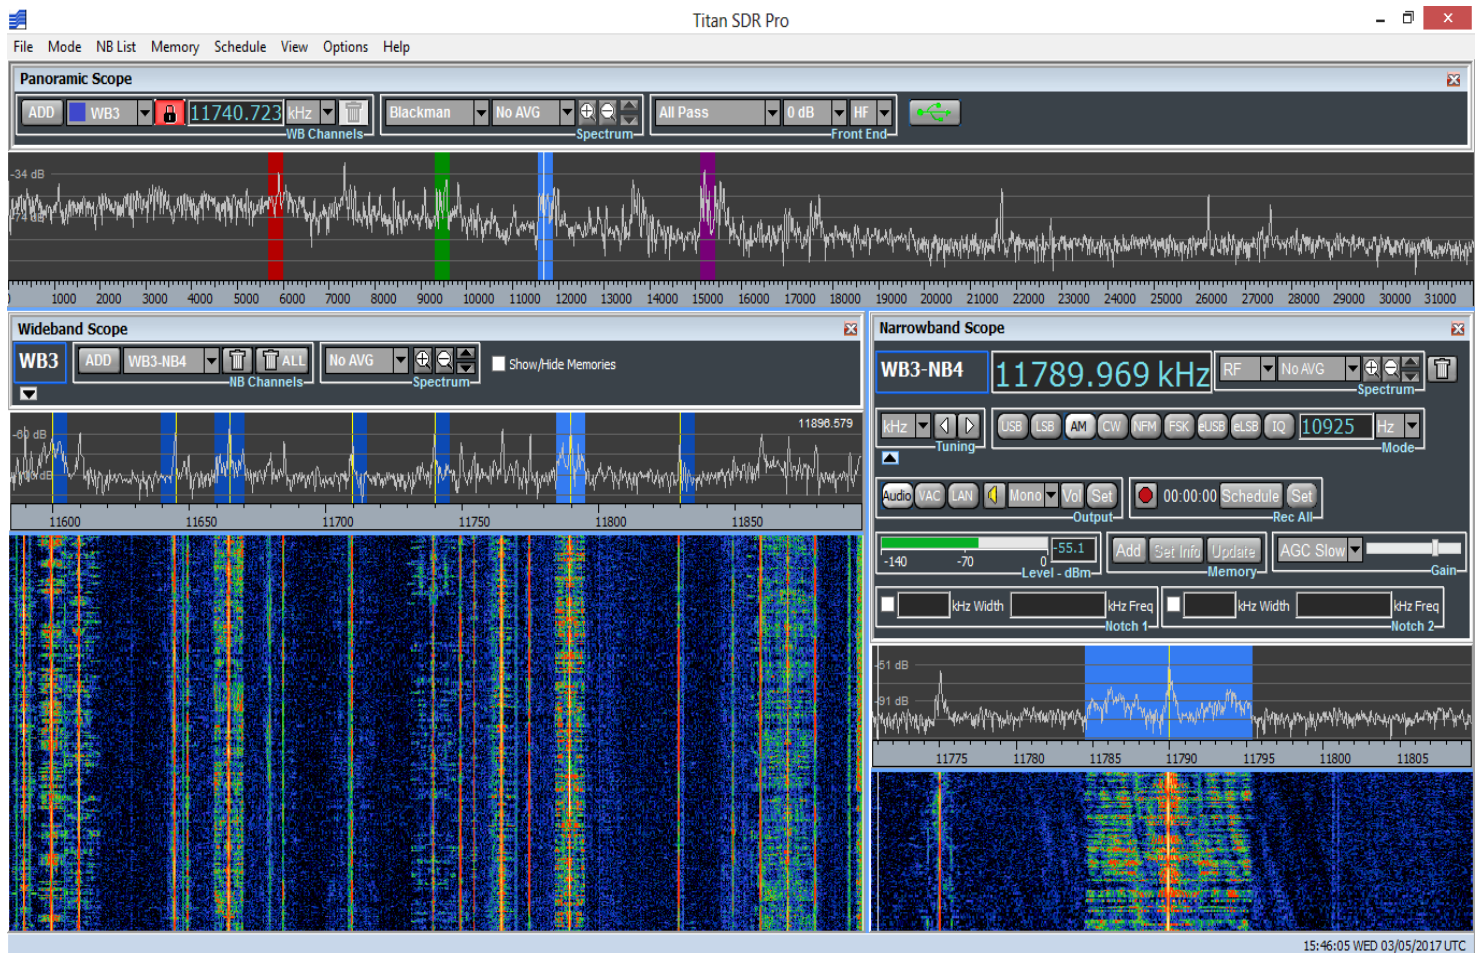 Titan SDR Pro
File Mode NB List Memory Schedule View Options Help
Panoramic Scope
ADD WB3 11740.723 kHz Blackman No AVG All Pass 0 dB HF
WB Channels Spectrum Front End
-34 dB
-74 dB
1000 2000 3000 4000 5000 6000 7000 8000 9000 10000 11000 12000 13000 14000 15000 16000 17000 18000 19000 20000 21000 22000 23000 24000 25000 26000 27000 28000 29000 30000 31000
Wideband Scope
WB3 ADD WB3-NB4 ALL No AVG Show/Hide Memories
NB Channels Spectrum
11896.579
-60 dB
11600 11650 11700 11750 11800 11850
Narrowband Scope
WB3-NB4 11789.969 kHz RF No AVG
Spectrum
kHz USB LSB AM CW NFM FSK eUSB eLSB IQ 10925 Hz
Tuning Mode
Audio VAC LAN Mono Vol Set 00:00:00 Schedule Set
Output Rec All
-55.1 Add Set Info Update AGC Slow
-140 -70 0
Level - dBm Memory Gain
kHz Width kHz Freq kHz Width kHz Freq
Notch 1 Notch 2
-61 dB
-91 dB
11775 11780 11785 11790 11795 11800 11805
15:46:05 WED 03/05/2017 UTC